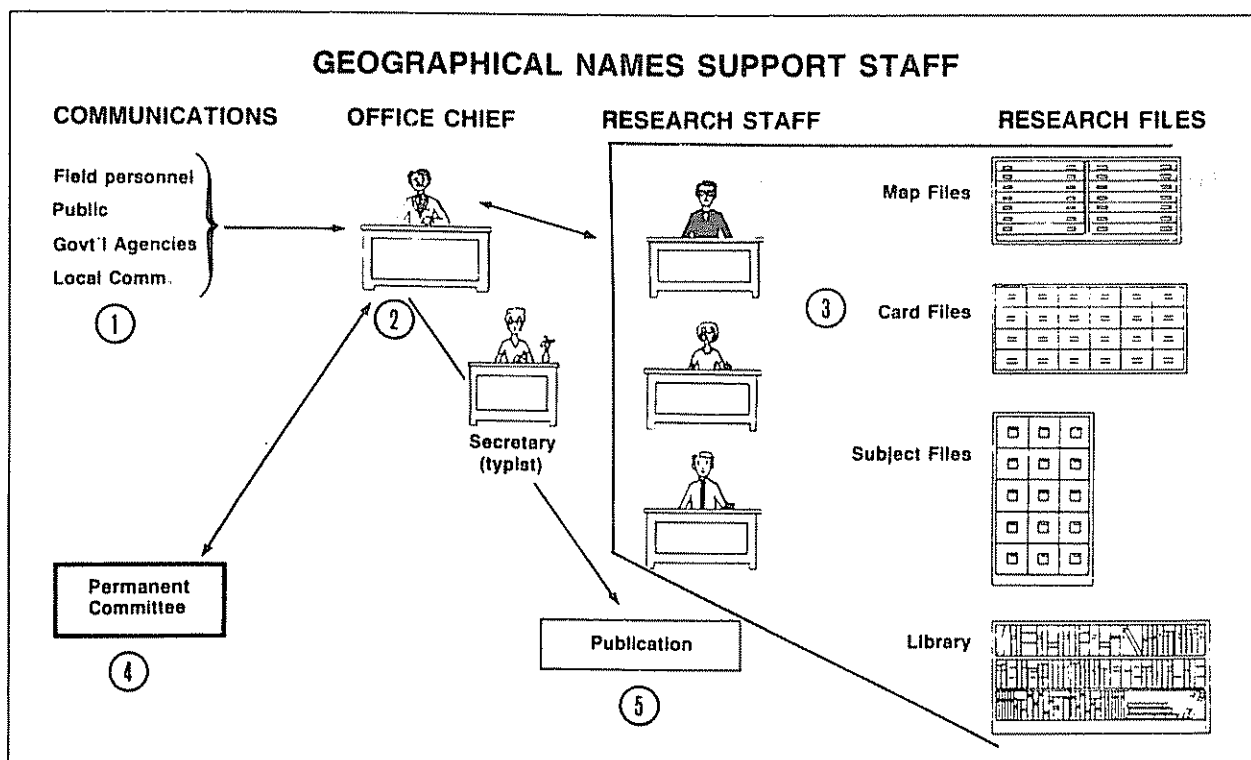 GEOGRAPHICAL NAMES SUPPORT STAFF
COMMUNICATIONS
OFFICE CHIEF
RESEARCH STAFF
RESEARCH FILES
Field personnel
Public
Govt'l Agencies
Local Comm.
1
2
Secretary
(typist)
3
Map Files
Card Files
Subject Files
Library
Permanent
Committee
4
Publication
5